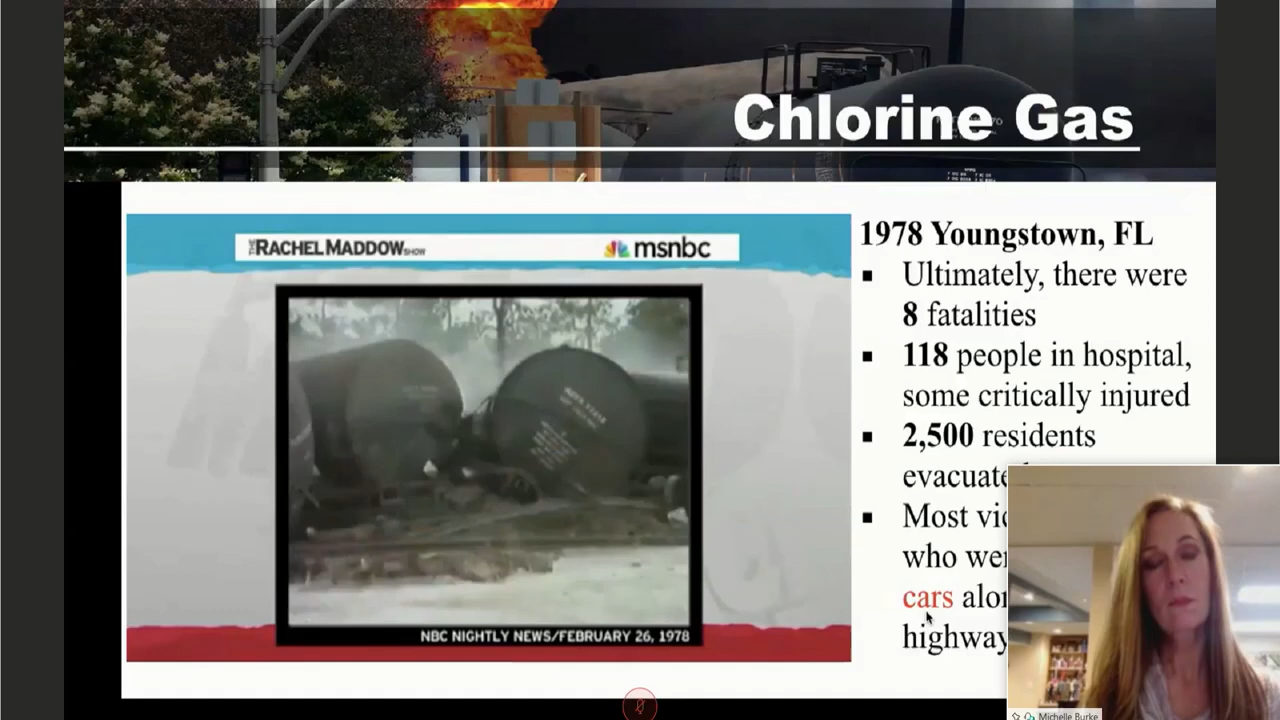 Chlorine Gas
THE RACHEL MADDOW SHOW
msnbc
NBC NIGHTLY NEWS/FEBRUARY 26, 1978
1978 Youngstown, FL
▪ Ultimately, there were
8 fatalities
▪ 118 people in hospital,
some critically injured
▪ 2,500 residents
evacuate
▪ Most vic
who wer
cars alon
highway
Michelle Burke